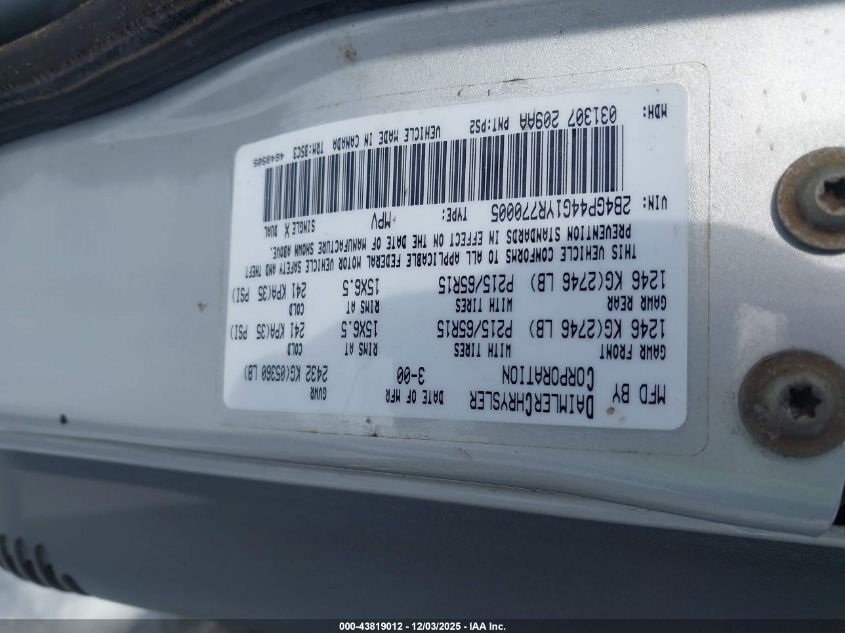 MFD BY DAIMLERCHRYSLER CORPORATION DATE OF MFR 3-00 GVWR 2432 KG(05360 LB)
GAWR FRONT WITH TIRES RIMS AT COLD
1246 KG(2746 LB) P215/65R15 15X6.5 241 KPA(35 PSI)
GAWR REAR WITH TIRES RIMS AT COLD
1246 KG(2746 LB) P215/65R15 15X6.5 241 KPA(35 PSI)
THIS VEHICLE CONFORMS TO ALL APPLICABLE FEDERAL MOTOR VEHICLE SAFETY AND THEFT
PREVENTION STANDARDS IN EFFECT ON THE DATE OF MANUFACTURE SHOWN ABOVE.
VIN: 2B4GP44G1YR770005 TYPE: MPV SINGLE X DUAL
MDH: 031307 209AA PNT:PS2 VEHICLE MADE IN CANADA TRM:BSC3 4648505
000-43819012 - 12/03/2025 - IAA Inc.